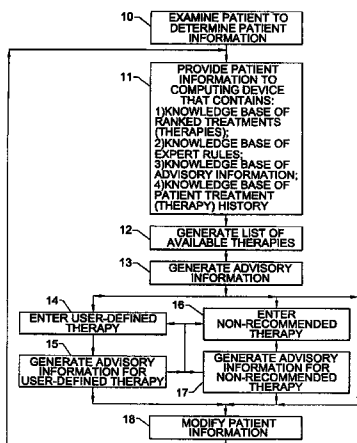 10
EXAMINE PATIENT TO
DETERMINE PATIENT
INFORMATION
11
PROVIDE PATIENT
INFORMATION TO
COMPUTING DEVICE
THAT CONTAINS:
1)KNOWLEDGE BASE OF
RANKED TREATMENTS
(THERAPIES);
2)KNOWLEDGE BASE OF
EXPERT RULES;
3)KNOWLEDGE BASE OF
ADVISORY INFORMATION;
4)KNOWLEDGE BASE OF
PATIENT TREATMENT
(THERAPY) HISTORY
12
GENERATE LIST OF
AVAILABLE THERAPIES
13
GENERATE ADVISORY
INFORMATION
14
ENTER USER-DEFINED
THERAPY
16
ENTER
NON-RECOMMENDED
THERAPY
15
GENERATE ADVISORY
INFORMATION FOR
USER-DEFINED THERAPY
GENERATE ADVISORY
INFORMATION FOR
NON-RECOMMENDED
THERAPY
17
18
MODIFY PATIENT
INFORMATION